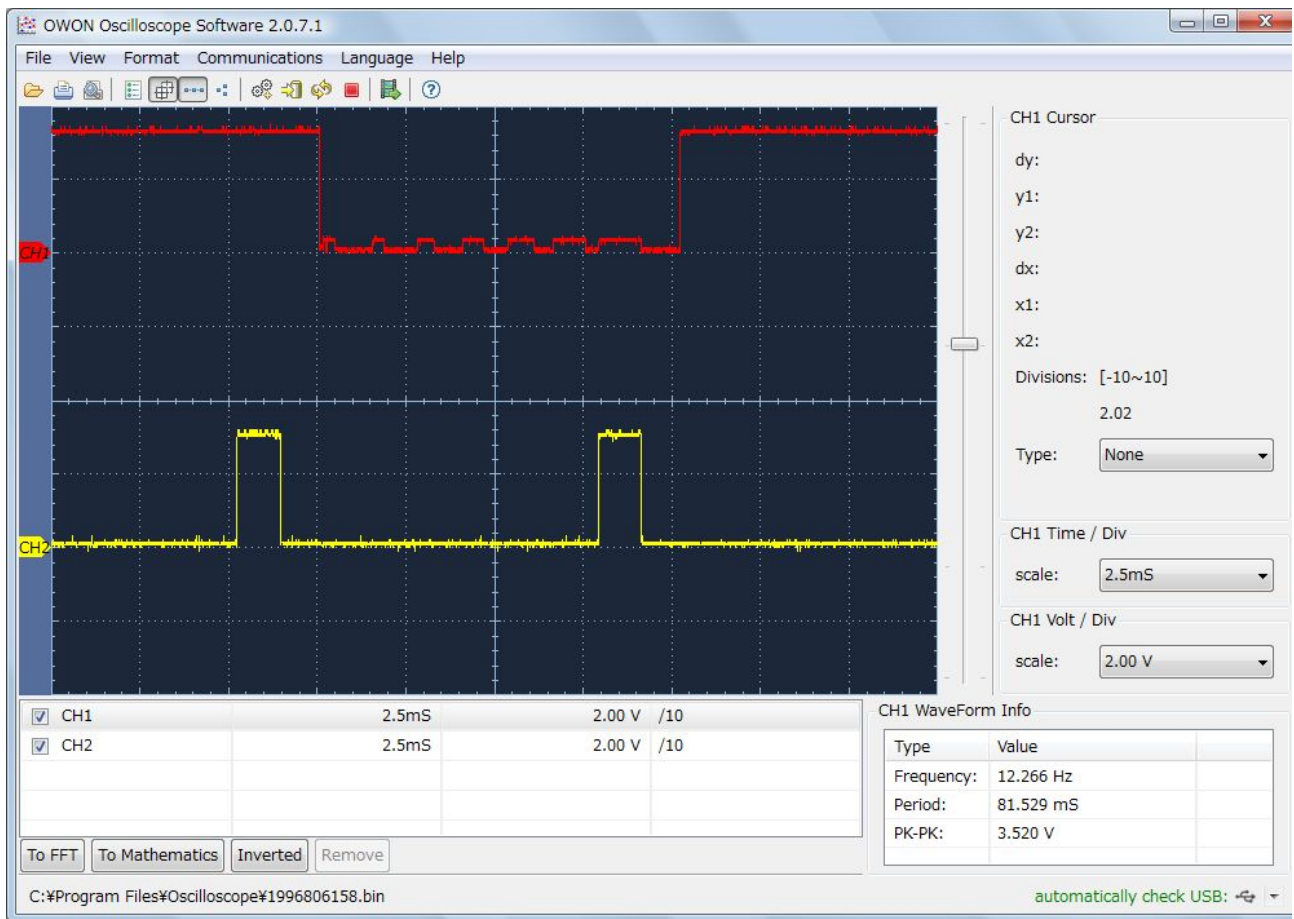 OWON Oscilloscope Software 2.0.7.1
File View Format Communications Language Help
CH1 Cursor
dy:
y1:
y2:
dx:
x1:
x2:
Divisions: [-10~10]
2.02
Type: None
CH1
CH2
CH1 Time / Div
scale: 2.5mS
CH1 Volt / Div
scale: 2.00 V
CH1 2.5mS 2.00 V /10
CH2 2.5mS 2.00 V /10
CH1 WaveForm Info
Type Value
Frequency: 12.266 Hz
Period: 81.529 mS
PK-PK: 3.520 V
To FFT To Mathematics Inverted Remove
C:¥Program Files¥Oscilloscope¥1996806158.bin
automatically check USB: